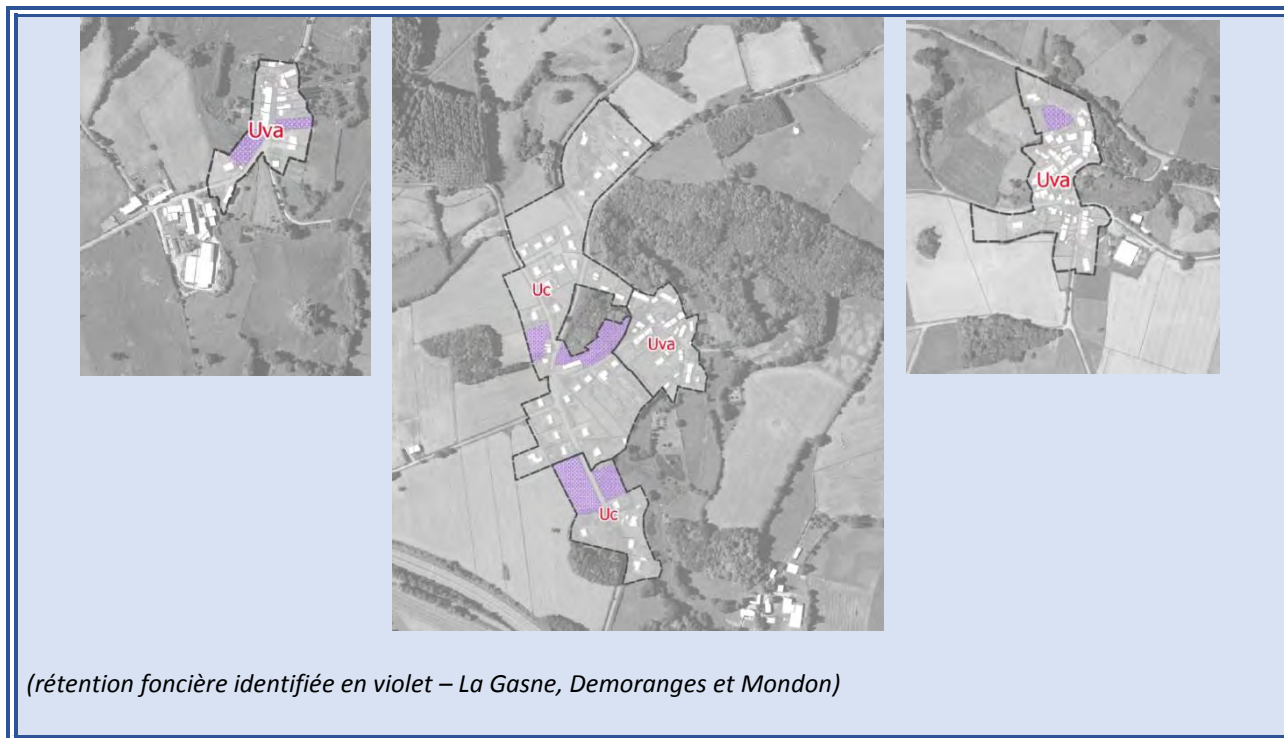 Uva
Uc
Uva
Uc
Uva
(rétention foncière identifiée en violet – La Gasne, Demoranges et Mondon)